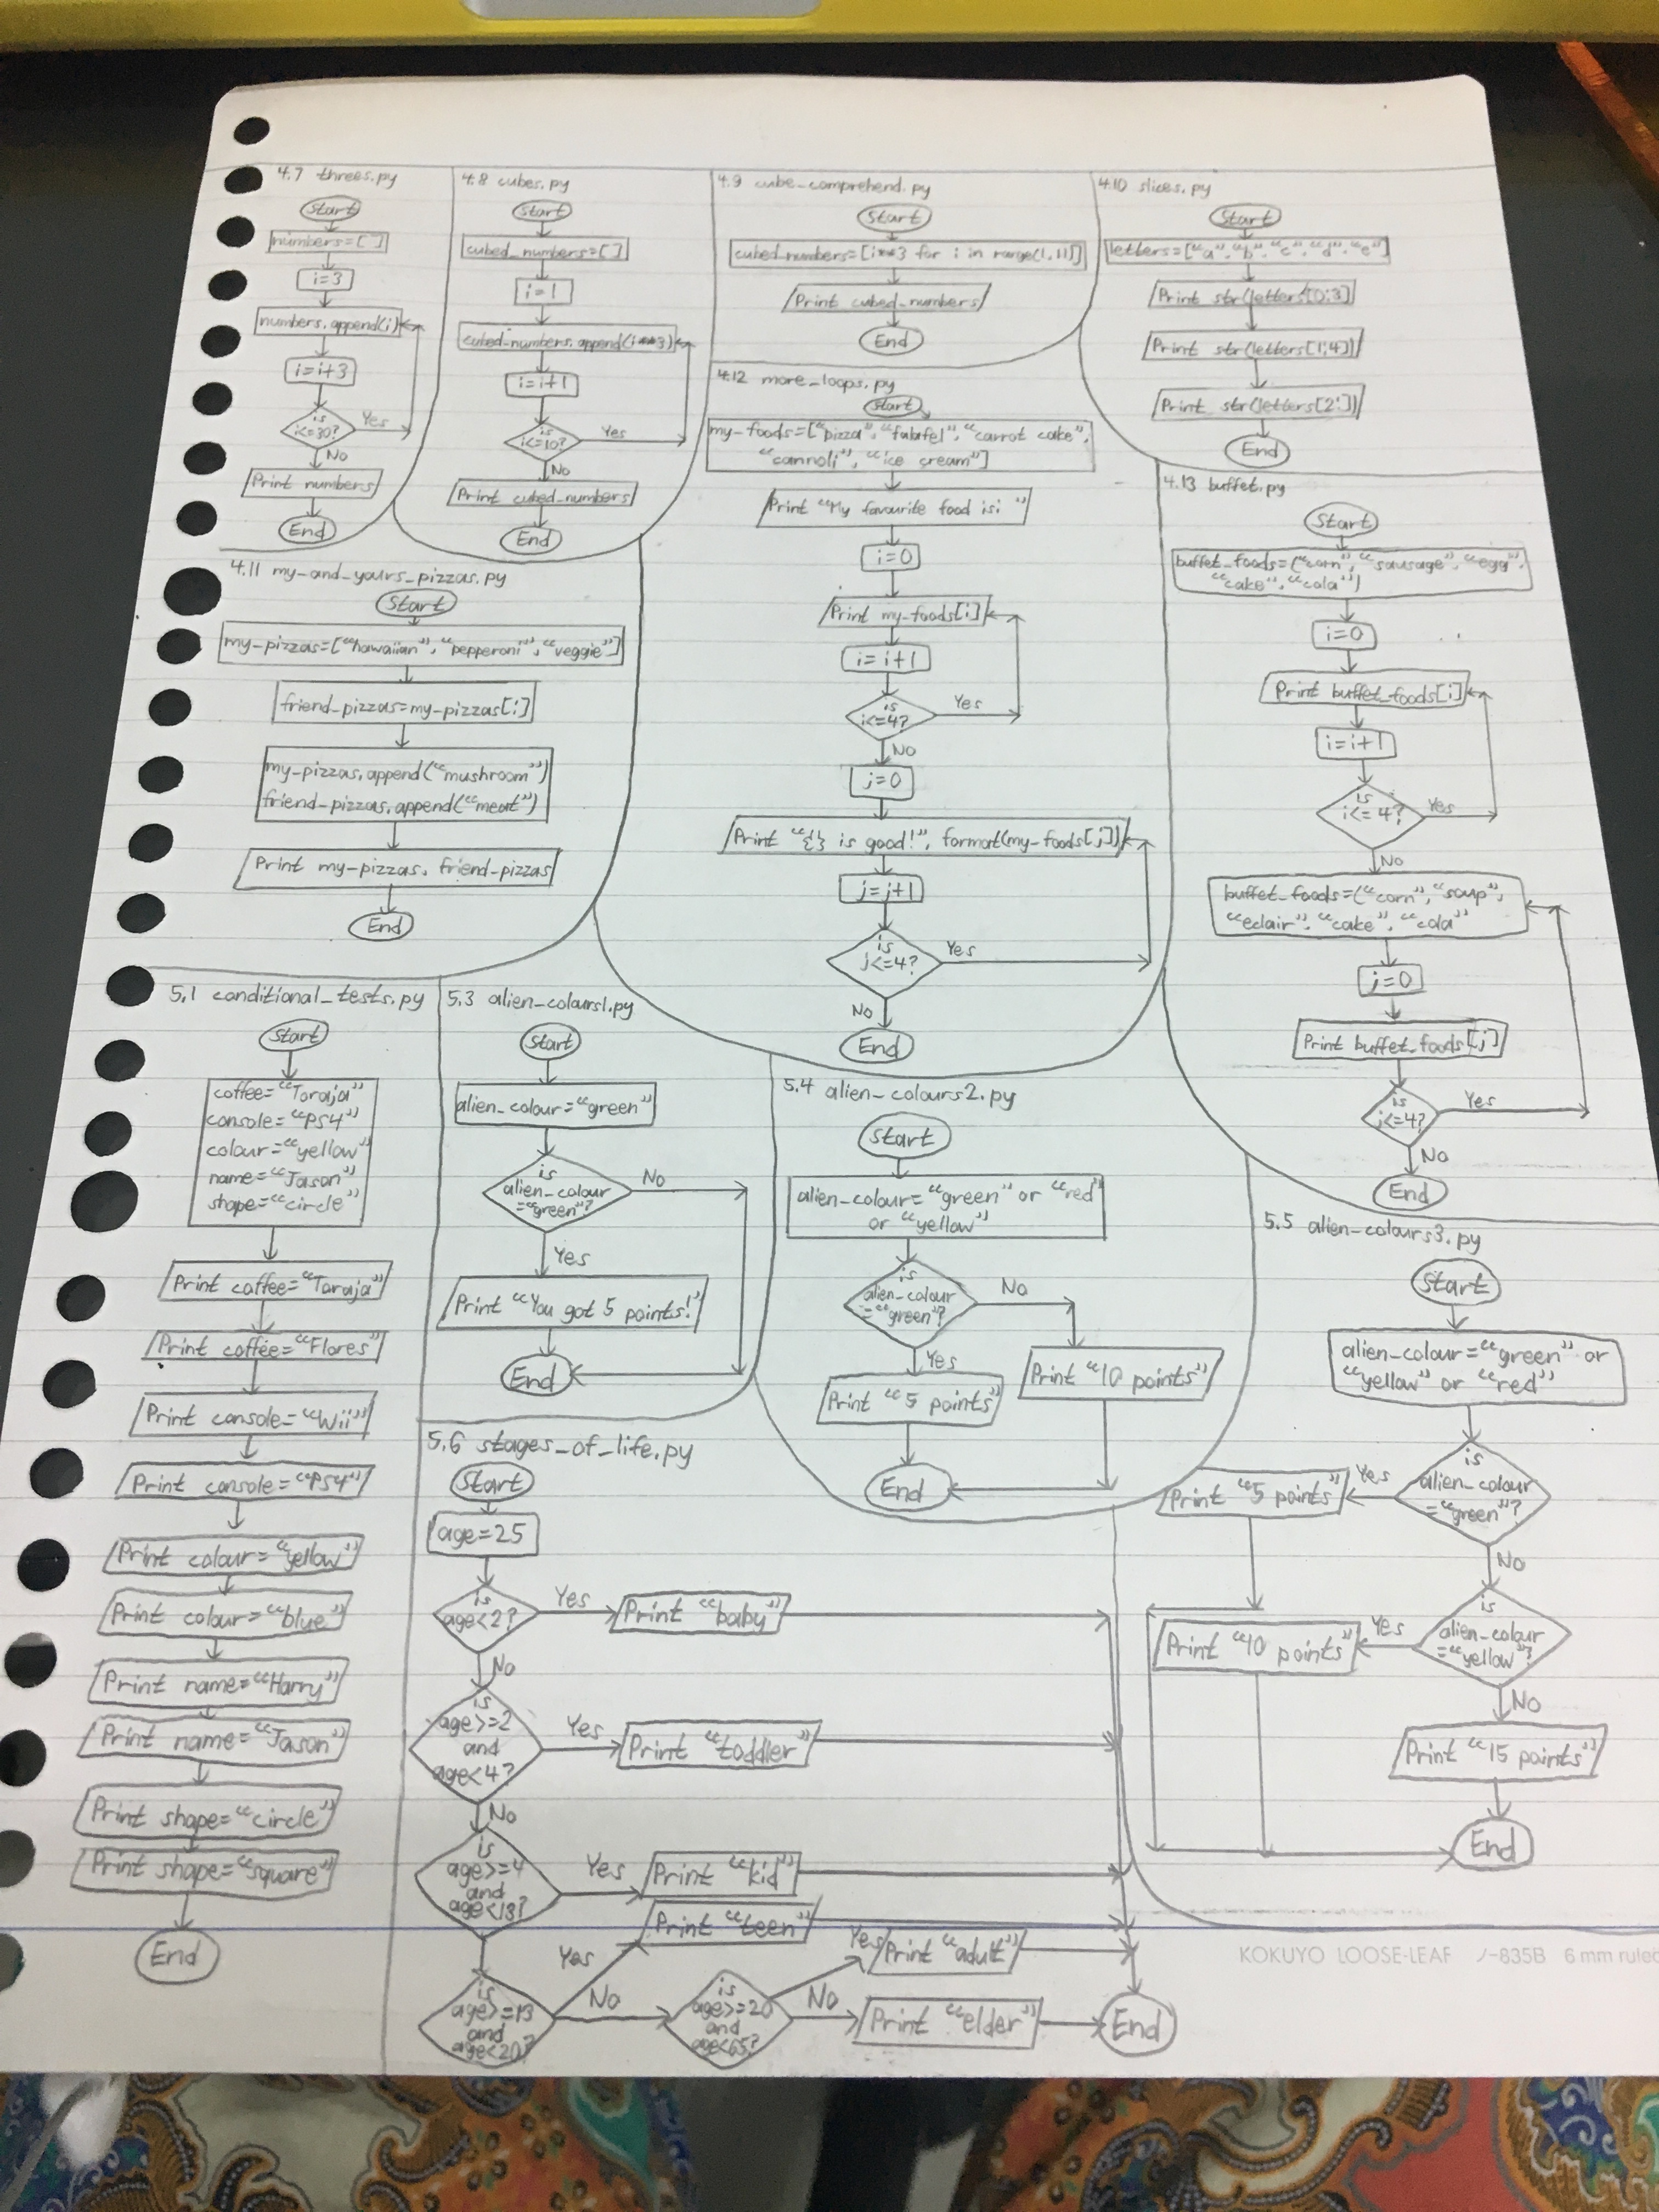 4.7 threes.py
Start
numbers=[ ]
i=3
numbers.append(i)
i=i+3
is
i<=30?
Yes
No
Print numbers
End
4.8 cubes.py
Start
cubed_numbers=[ ]
i=1
cubed_numbers.append(i**3)
i=i+1
is
i<=10?
Yes
No
Print cubed_numbers
End
4.9 cube_comprehend.py
Start
cubed_numbers=[i**3 for i in range(1,11)]
Print cubed_numbers
End
4.10 slices.py
Start
letters=["a","b","c","d","e"]
Print str(letters[0:3]
Print str(letters[1:4])
Print str(letters[2:])
End
4.11 my_and_yours_pizzas.py
Start
my_pizzas=["hawaiian","pepperoni","veggie"]
friend_pizzas=my_pizzas[:]
my_pizzas.append("mushroom")
friend_pizzas.append("meat")
Print my_pizzas, friend_pizzas
End
4.12 more_loops.py
Start
my_foods=["pizza","falafel","carrot cake",
"cannoli","ice cream"]
Print "My favourite food is: "
i=0
Print my_foods[i]
i=i+1
is
i<=4?
Yes
No
j=0
Print "{} is good!", format(my_foods[j])
j=j+1
is
j<=4?
Yes
No
End
4.13 buffet.py
Start
buffet_foods=("corn","sausage","egg",
"cake","cola")
i=0
Print buffet_foods[i]
i=i+1
is
i<=4?
Yes
No
buffet_foods=("corn","soup",
"eclair","cake","cola"
j=0
Print buffet_foods[j]
is
i<=4?
Yes
No
End
5.1 conditional_tests.py
Start
coffee="Toraja"
console="PS4"
colour="yellow"
name="Jason"
shape="circle"
Print coffee="Toraja"
Print coffee="Flores"
Print console="Wii"
Print console="PS4"
Print colour="yellow"
Print colour="blue"
Print name="Harry"
Print name="Jason"
Print shape="circle"
Print shape="square"
End
5.3 alien_colours1.py
Start
alien_colour="green"
is
alien_colour
="green"?
No
Yes
Print "You got 5 points!"
End
5.4 alien_colours2.py
Start
alien_colour="green" or "red"
or "yellow"
is
alien_colour
="green"?
No
Yes
Print "5 points"
Print "10 points"
End
5.5 alien_colours3.py
Start
alien_colour="green" or
"yellow" or "red"
is
alien_colour
="green"?
Yes
Print "5 points"
No
is
alien_colour
="yellow"?
Yes
Print "10 points"
No
Print "15 points"
End
5.6 stages_of_life.py
Start
age=25
is
age<2?
Yes
Print "baby"
No
is
age>=2
and
age<4?
Yes
Print "toddler"
No
is
age>=4
and
age<13?
Yes
Print "kid"
is
age>=13
and
age<20?
Yes
Print "teen"
No
is
age>=20
and
age<65?
Yes
Print "adult"
No
Print "elder"
End
KOKUYO LOOSE-LEAF ノ-835B 6 mm ruled